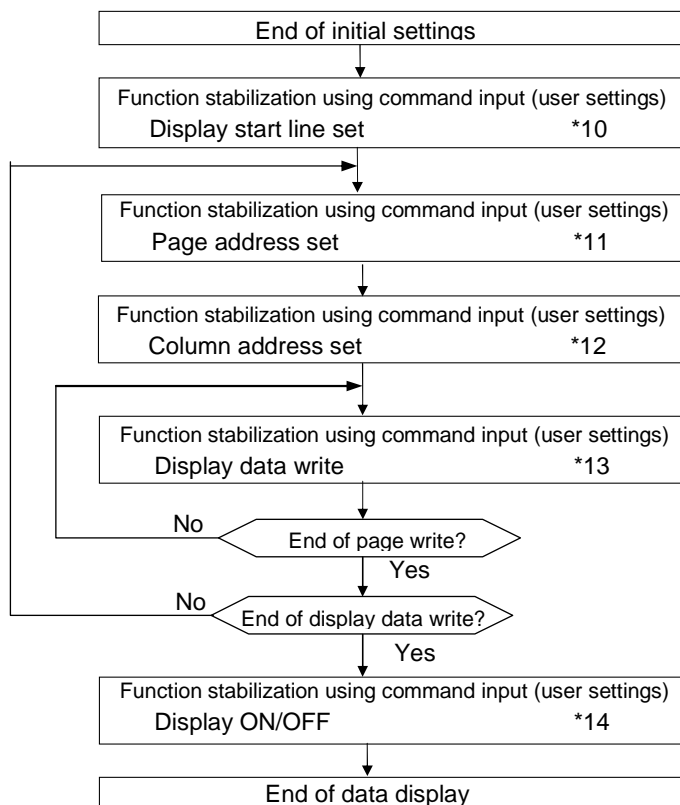 End of initial settings
Function stabilization using command input (user settings)
Display start line set *10
Function stabilization using command input (user settings)
Page address set *11
Function stabilization using command input (user settings)
Column address set *12
Function stabilization using command input (user settings)
Display data write *13
No
End of page write?
Yes
No
End of display data write?
Yes
Function stabilization using command input (user settings)
Display ON/OFF *14
End of data display